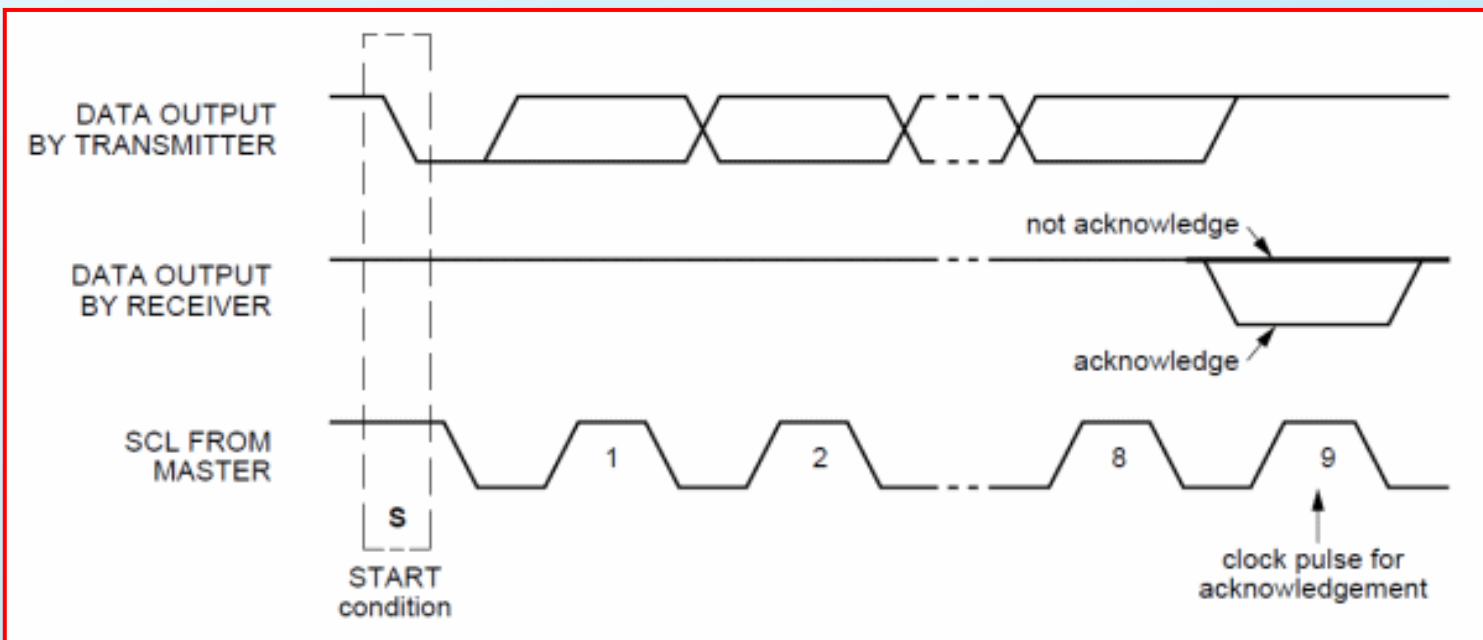 DATA OUTPUT
BY TRANSMITTER
not acknowledge
DATA OUTPUT
BY RECEIVER
acknowledge
SCL FROM
MASTER
1
2
8
9
S
START
condition
clock pulse for
acknowledgement